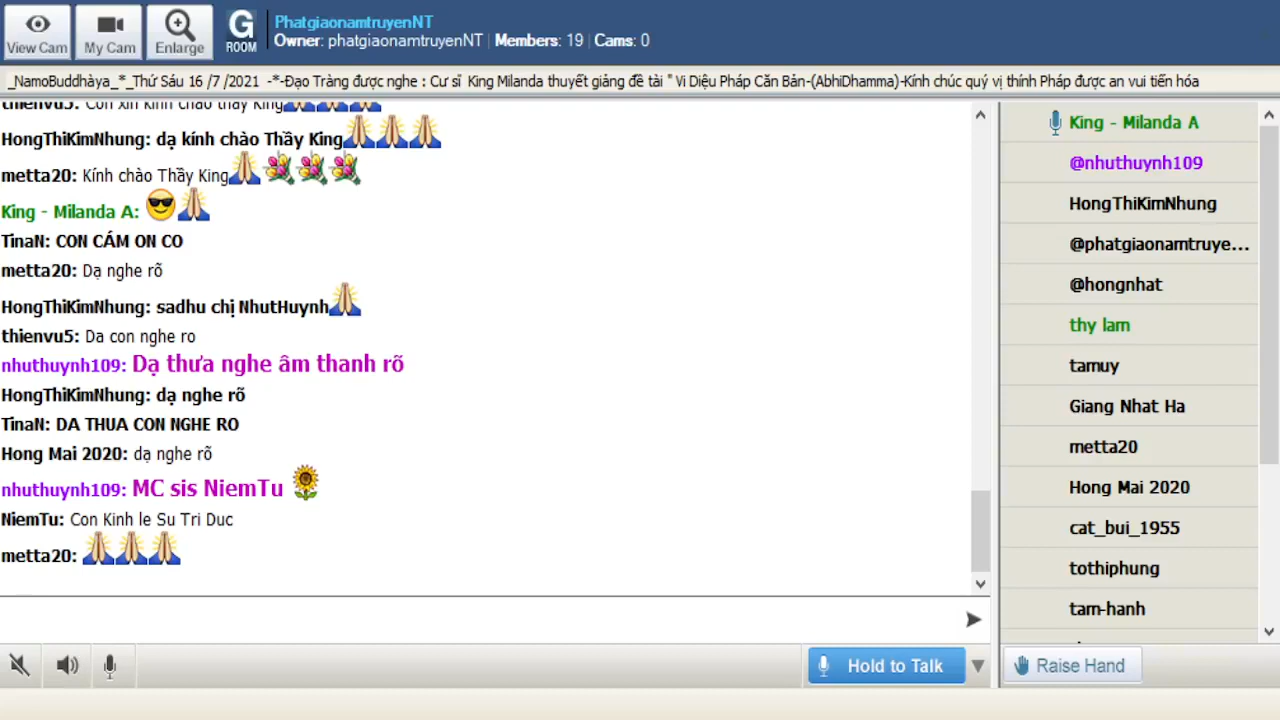 View Cam
My Cam
Enlarge
G
ROOM
PhatgiaonamtruyenNT
Owner: phatgiaonamtruyenNT | Members: 19 | Cams: 0
_NamoBuddhàya_*_Thứ Sáu 16 /7 /2021 -*-Đạo Tràng được nghe : Cư sĩ King Milanda thuyết giảng đề tài " Vi Diệu Pháp Căn Bản-(AbhiDhamma)-Kính chúc quý vị thính Pháp được an vui tiến hóa
thienvu5: Con xin kinh chao thay King
HongThiKimNhung: dạ kính chào Thầy King
metta20: Kính chào Thầy King
King - Milanda A:
TinaN: CON CÁM ON CO
metta20: Dạ nghe rõ
HongThiKimNhung: sadhu chị NhutHuynh
thienvu5: Da con nghe ro
nhuthuynh109: Dạ thưa nghe âm thanh rõ
HongThiKimNhung: dạ nghe rõ
TinaN: DA THUA CON NGHE RO
Hong Mai 2020: dạ nghe rõ
nhuthuynh109: MC sis NiemTu
NiemTu: Con Kinh le Su Tri Duc
metta20:
King - Milanda A
@nhuthuynh109
HongThiKimNhung
@phatgiaonamtruye...
@hongnhat
thy lam
tamuy
Giang Nhat Ha
metta20
Hong Mai 2020
cat_bui_1955
tothiphung
tam-hanh
Hold to Talk
Raise Hand